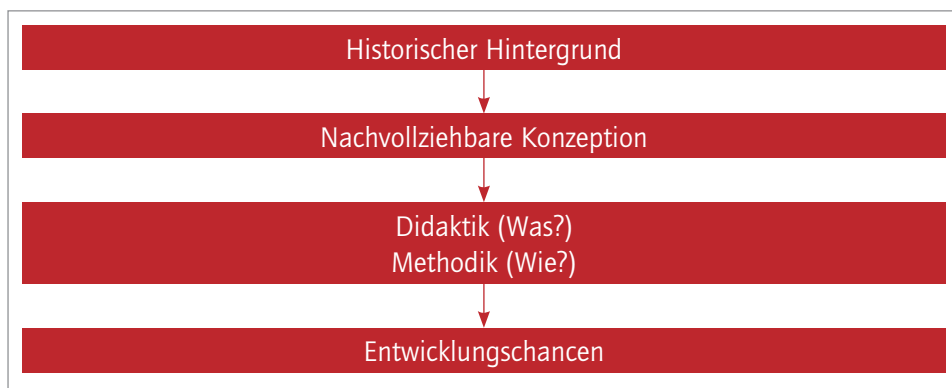 Historischer Hintergrund
Nachvollziehbare Konzeption
Didaktik (Was?)
Methodik (Wie?)
Entwicklungschancen